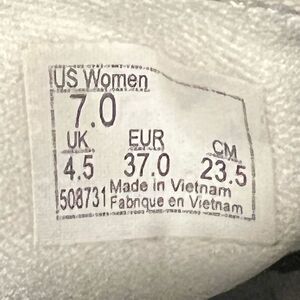 US Women
7.0
UK EUR CM
4.5 37.0 23.5
508731 Made in Vietnam
Fabrique en Vietnam